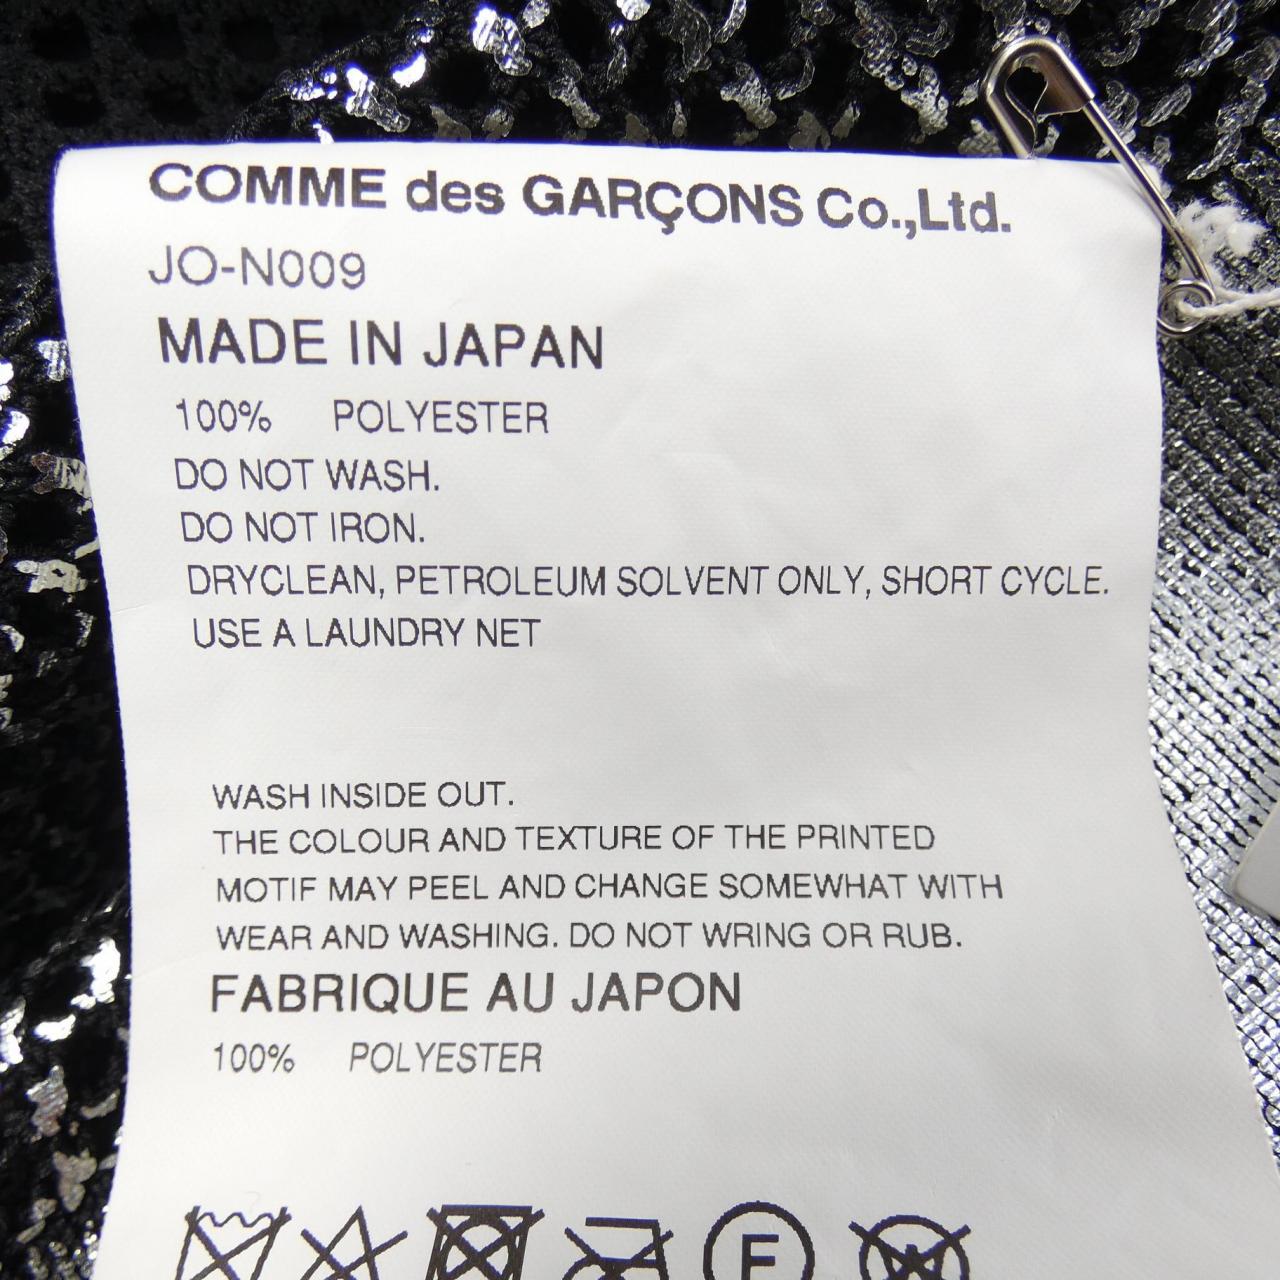 COMME des GARÇONS Co.,Ltd.
JO-N009
MADE IN JAPAN
100% POLYESTER
DO NOT WASH.
DO NOT IRON.
DRYCLEAN, PETROLEUM SOLVENT ONLY, SHORT CYCLE.
USE A LAUNDRY NET
WASH INSIDE OUT.
THE COLOUR AND TEXTURE OF THE PRINTED
MOTIF MAY PEEL AND CHANGE SOMEWHAT WITH
WEAR AND WASHING. DO NOT WRING OR RUB.
FABRIQUE AU JAPON
100% POLYESTER
F W